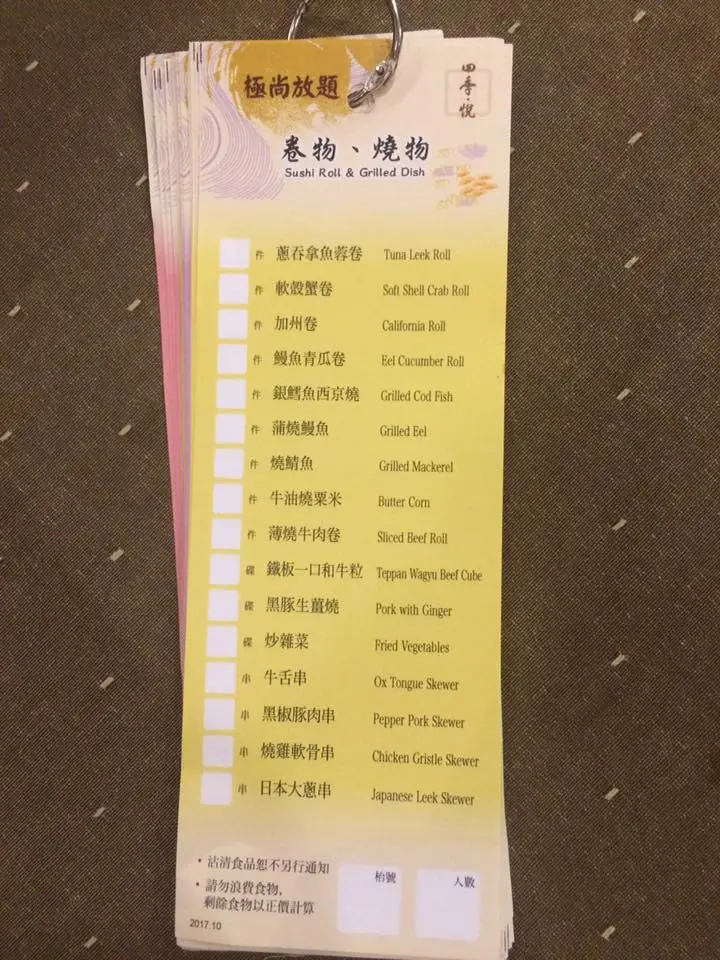 極尚放題
四季·悅
卷物、燒物
Sushi Roll & Grilled Dish
件 蔥吞拿魚蓉卷 Tuna Leek Roll
件 軟殼蟹卷 Soft Shell Crab Roll
件 加州卷 California Roll
件 鰻魚青瓜卷 Eel Cucumber Roll
件 銀鱈魚西京燒 Grilled Cod Fish
件 蒲燒鰻魚 Grilled Eel
件 燒鯖魚 Grilled Mackerel
件 牛油燒粟米 Butter Corn
件 薄燒牛肉卷 Sliced Beef Roll
碟 鐵板一口和牛粒 Teppan Wagyu Beef Cube
碟 黑豚生薑燒 Pork with Ginger
碟 炒雜菜 Fried Vegetables
串 牛舌串 Ox Tongue Skewer
串 黑椒豚肉串 Pepper Pork Skewer
串 燒雞軟骨串 Chicken Gristle Skewer
串 日本大蔥串 Japanese Leek Skewer
• 沽清食品恕不另行通知
• 請勿浪費食物,
剩餘食物以正價計算
枱號 人數
2017.10